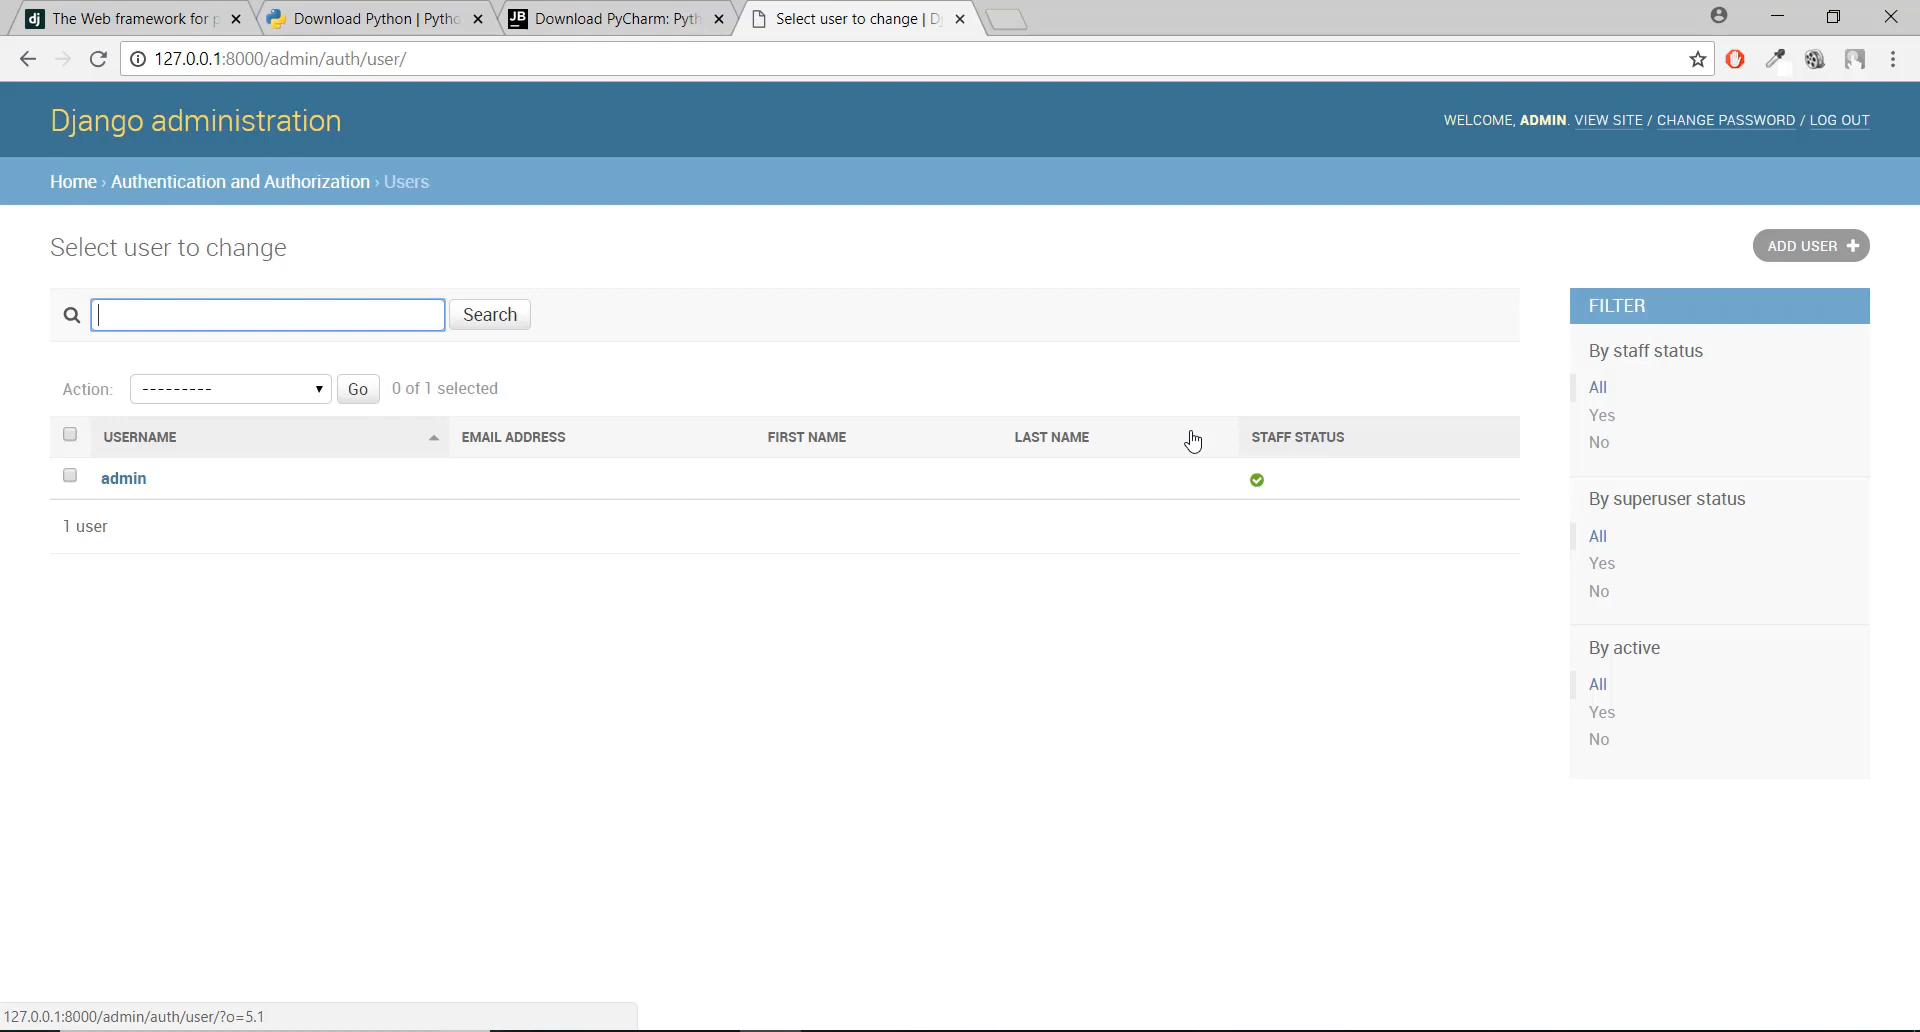 The Web framework for p
Download Python | Pytho
Download PyCharm: Pyth
Select user to change | Dj
127.0.0.1:8000/admin/auth/user/
Django administration
WELCOME, ADMIN. VIEW SITE / CHANGE PASSWORD / LOG OUT
Home › Authentication and Authorization › Users
Select user to change
ADD USER +
Search
FILTER
By staff status
All
Yes
No
Action: --------- Go 0 of 1 selected
USERNAME EMAIL ADDRESS FIRST NAME LAST NAME STAFF STATUS
admin
1 user
By superuser status
All
Yes
No
By active
All
Yes
No
127.0.0.1:8000/admin/auth/user/?o=5.1